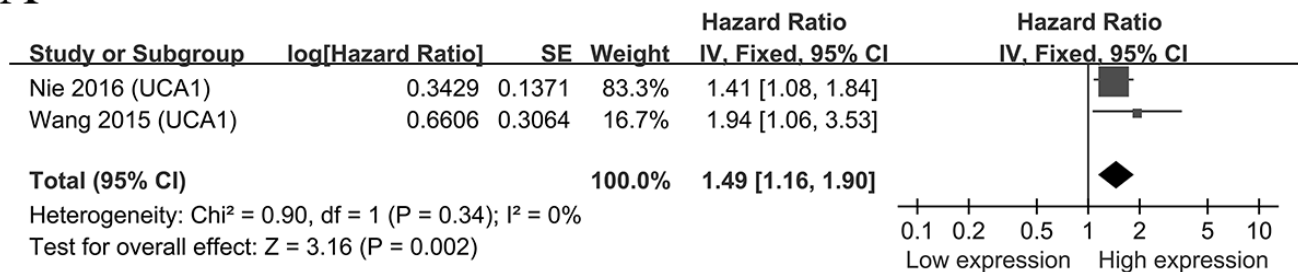 Hazard Ratio Hazard Ratio
Study or Subgroup log[Hazard Ratio] SE Weight IV, Fixed, 95% CI IV, Fixed, 95% CI
Nie 2016 (UCA1) 0.3429 0.1371 83.3% 1.41 [1.08, 1.84]
Wang 2015 (UCA1) 0.6606 0.3064 16.7% 1.94 [1.06, 3.53]
Total (95% CI) 100.0% 1.49 [1.16, 1.90]
Heterogeneity: Chi² = 0.90, df = 1 (P = 0.34); I² = 0%
Test for overall effect: Z = 3.16 (P = 0.002)
0.1 0.2 0.5 1 2 5 10
Low expression High expression